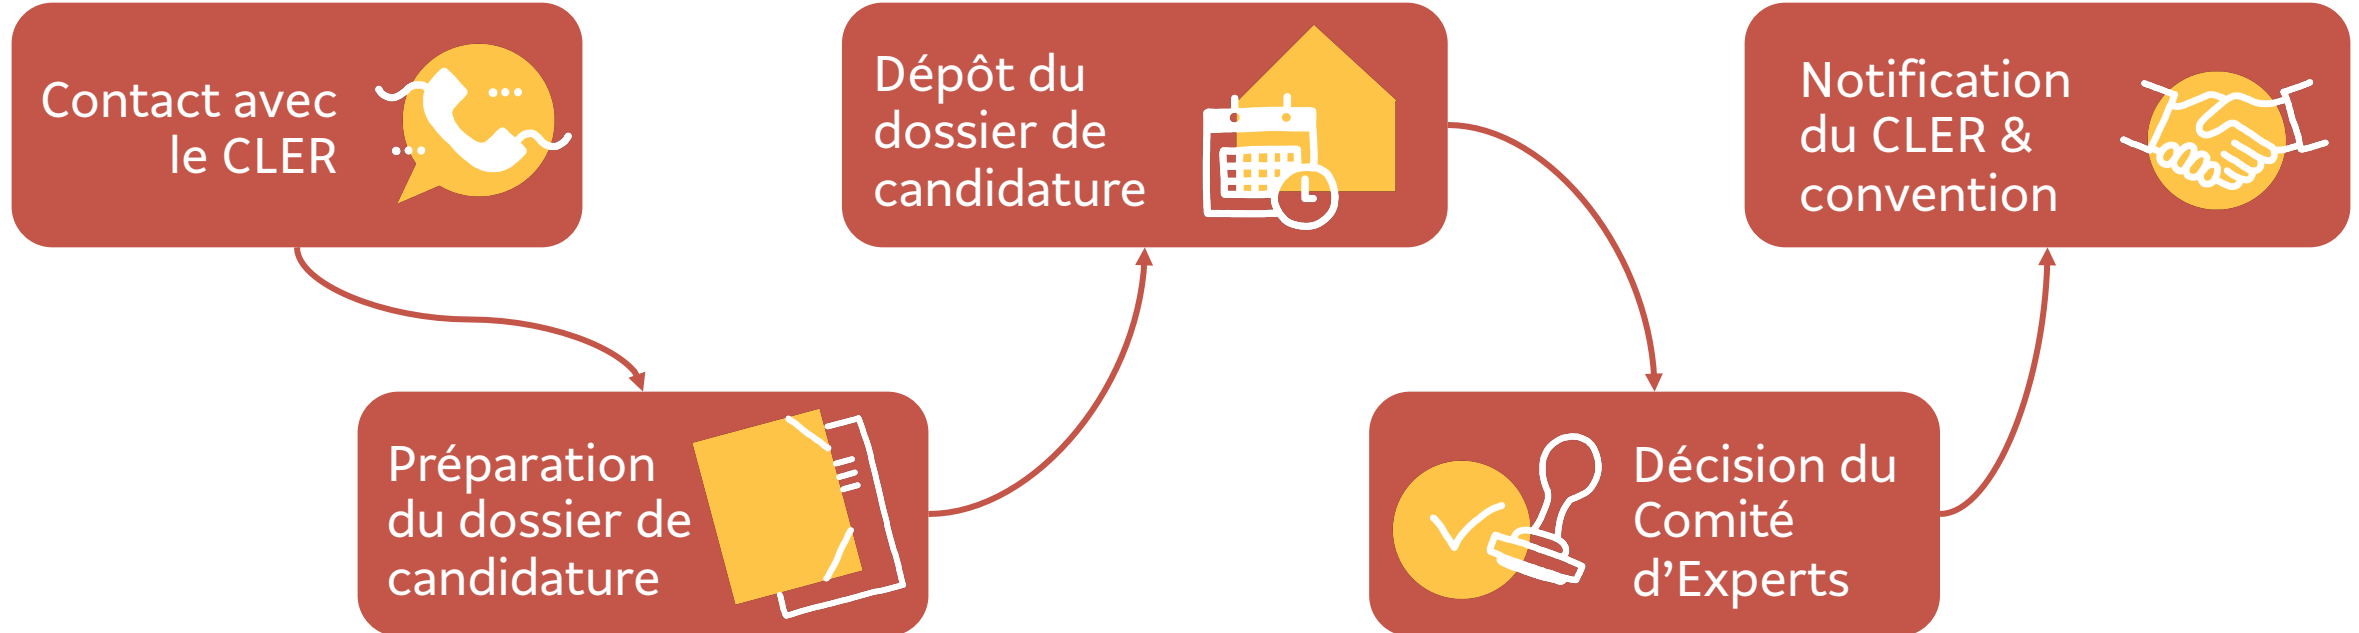 Contact avec
le CLER
Préparation
du dossier de
candidature
Dépôt du
dossier de
candidature
Décision du
Comité
d’Experts
Notification
du CLER &
convention